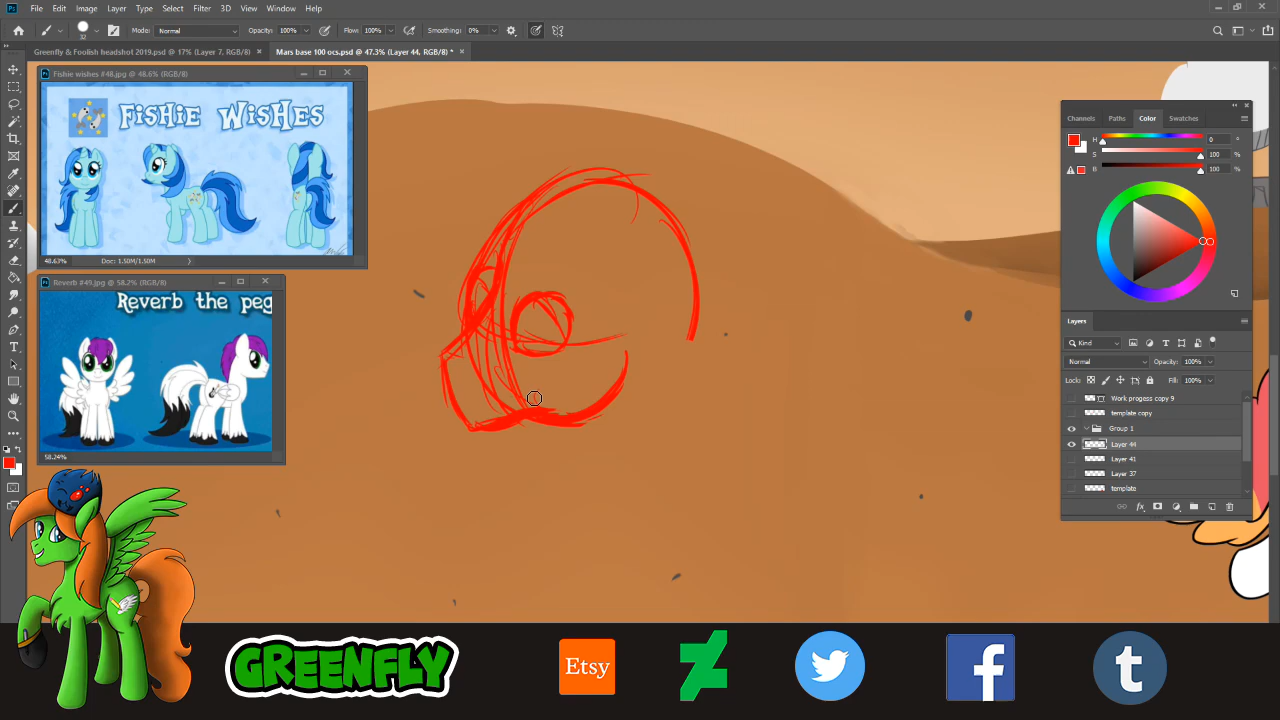 File Edit Image Layer Type Select Filter 3D View Window Help
Mode: Normal Opacity: 100% Flow: 100% Smoothing: 0%
Greenfly & Foolish headshot 2019.psd @ 17% (Layer 7, RGB/8) × Mars base 100 ocs.psd @ 47.3% (Layer 44, RGB/8) * ×
Fishie wishes #48.jpg @ 48.6% (RGB/8)
FiSHiE WiSHES
48.63% Doc: 1.50M/1.50M
Reverb #49.jpg @ 58.2% (RGB/8)
Reverb the peg
58.24%
Channels Paths Color Swatches
H 0 °
S 100 %
B 100 %
Layers
Kind
Normal Opacity: 100%
Lock: Fill: 100%
Work progess copy 9
template copy
Group 1
Layer 44
Layer 41
Layer 37
template
GREENFLY
Etsy
f
t